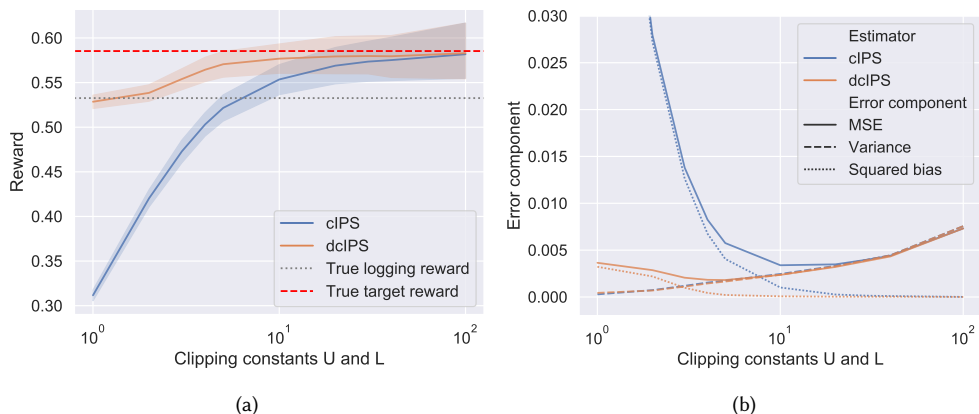 0.60
0.55
0.50
0.45
0.40
0.35
0.30
Reward
cIPS
dcIPS
True logging reward
True target reward
10^0
10^1
10^2
Clipping constants U and L
(a)
0.030
0.025
0.020
0.015
0.010
0.005
0.000
Error component
Estimator
cIPS
dcIPS
Error component
MSE
Variance
Squared bias
10^0
10^1
10^2
Clipping constants U and L
(b)